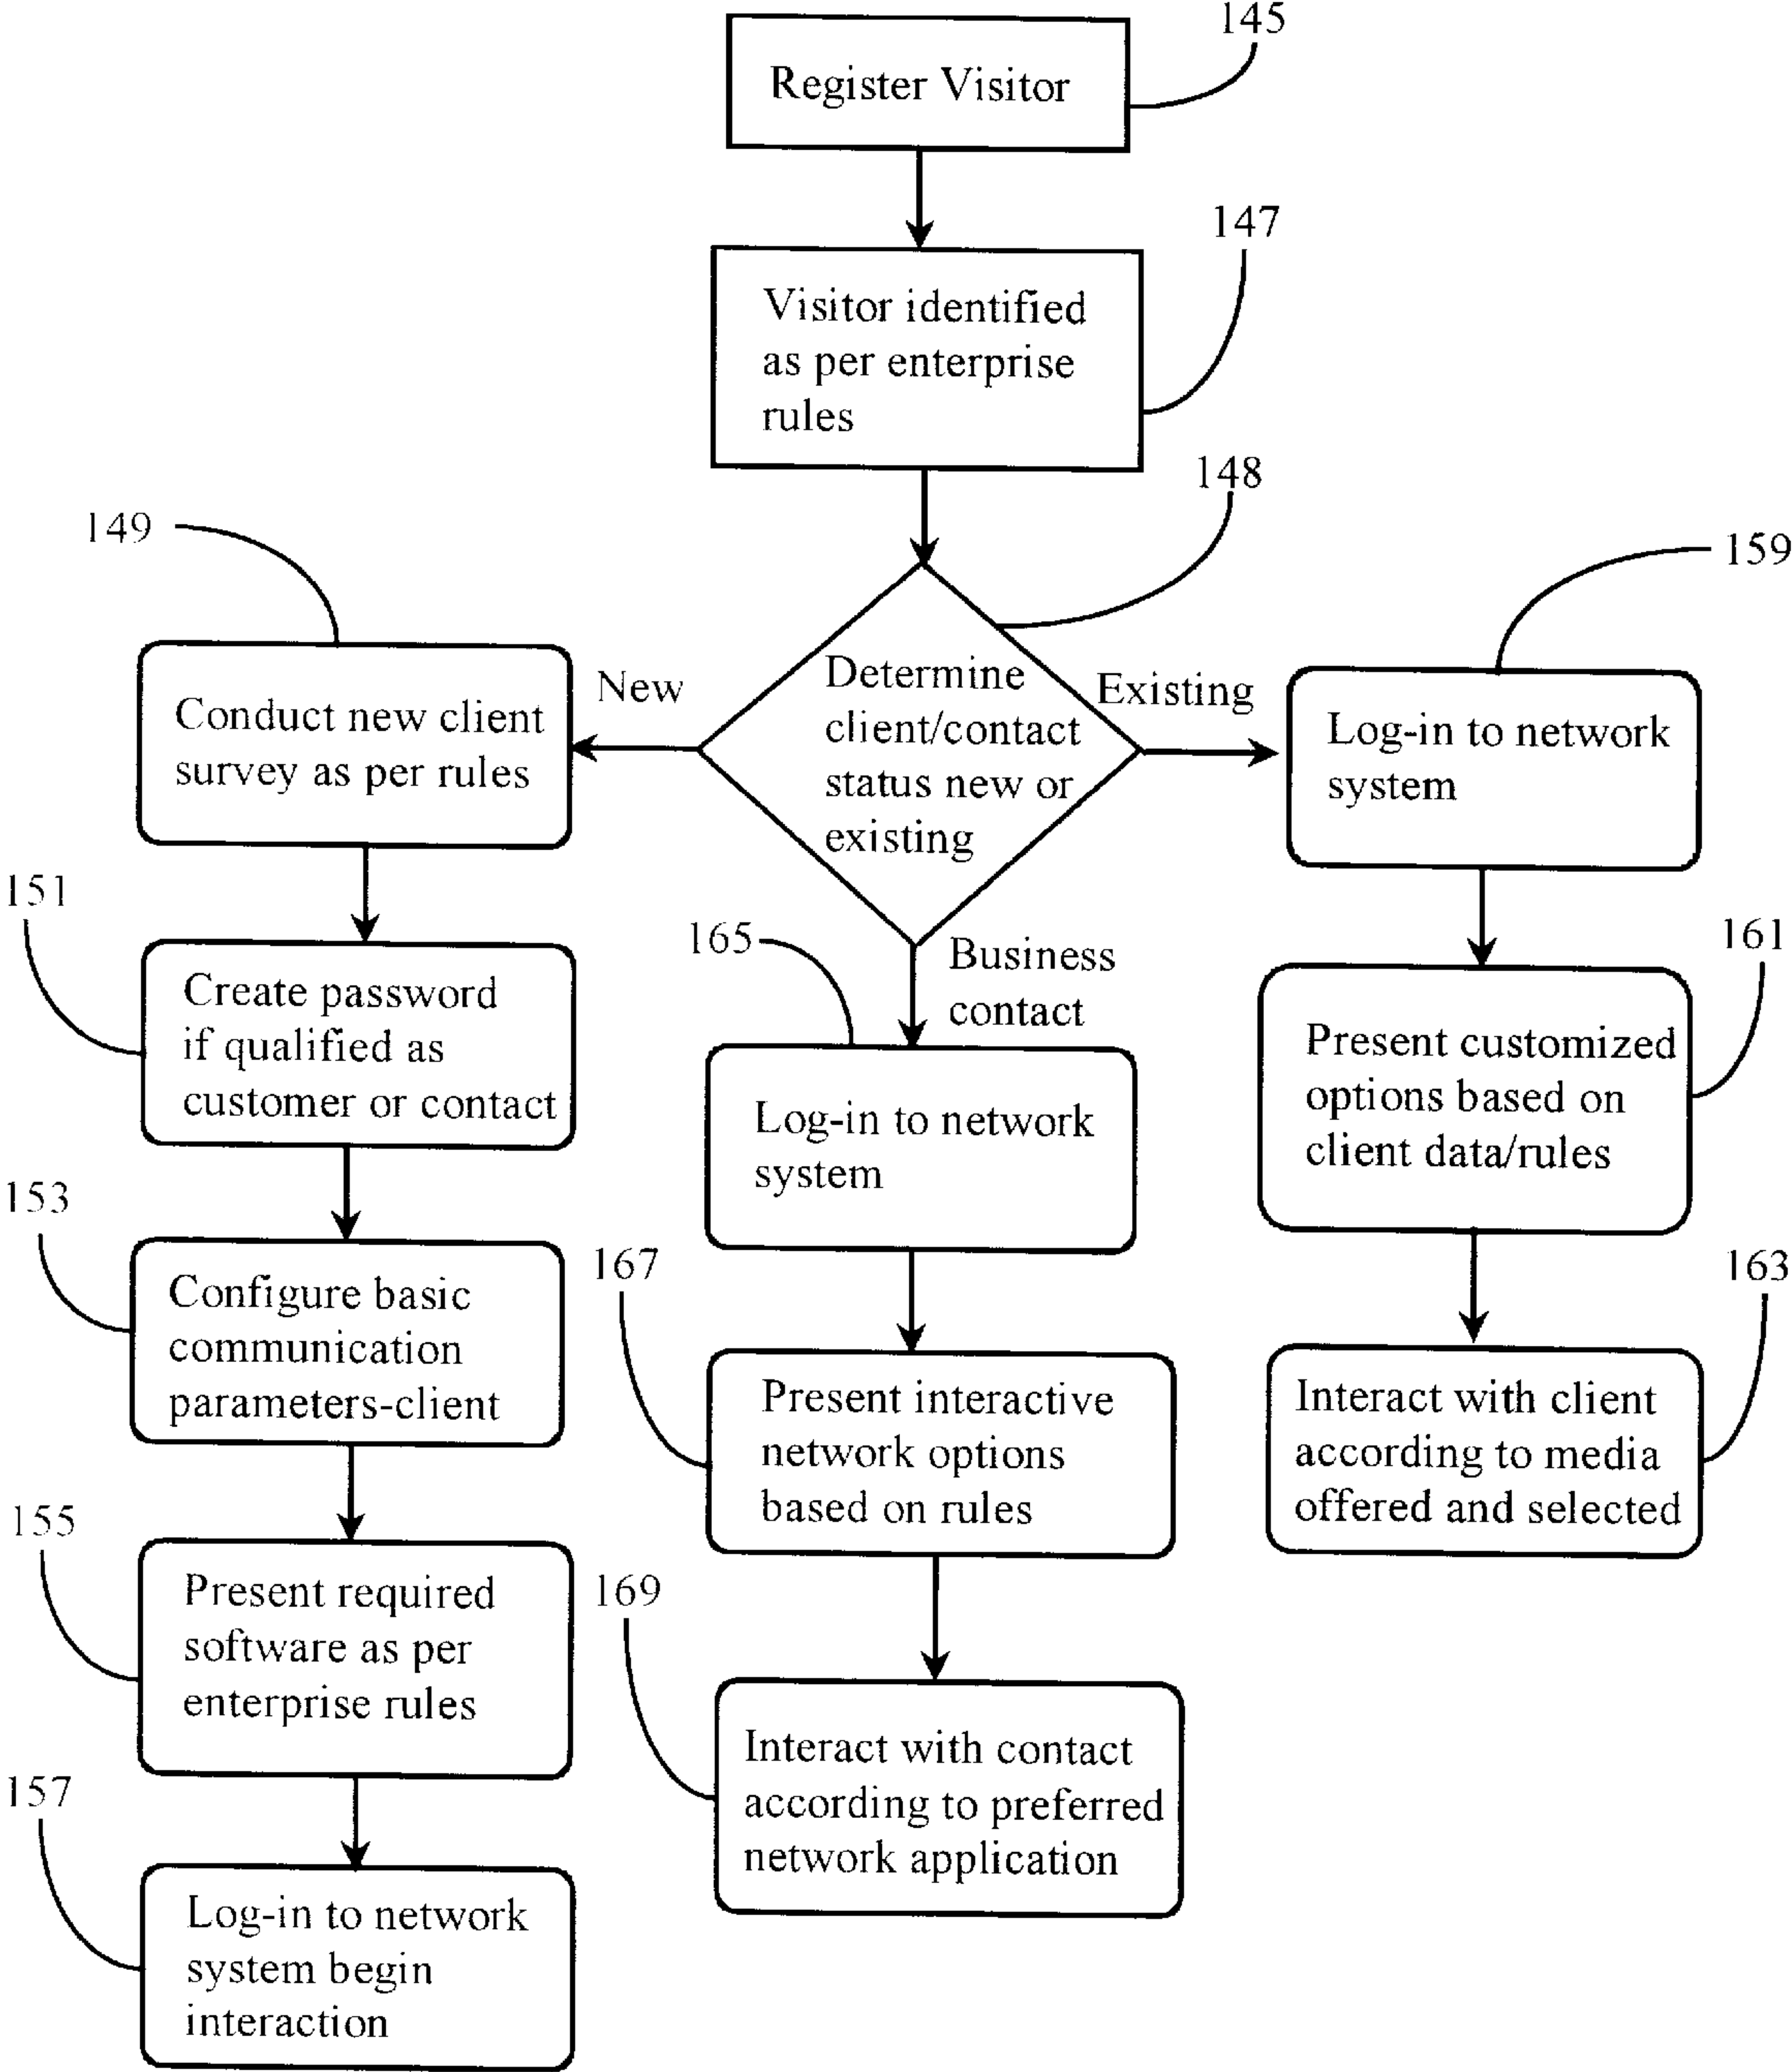 145
Register Visitor
147
Visitor identified
as per enterprise
rules
148
149
159
New
Determine
client/contact
status new or
existing
Existing
Conduct new client
survey as per rules
Log-in to network
system
151
165
Business
contact
161
Create password
if qualified as
customer or contact
Log-in to network
system
Present customized
options based on
client data/rules
153
167
163
Configure basic
communication
parameters-client
Present interactive
network options
based on rules
Interact with client
according to media
offered and selected
155
169
Present required
software as per
enterprise rules
Interact with contact
according to preferred
network application
157
Log-in to network
system begin
interaction